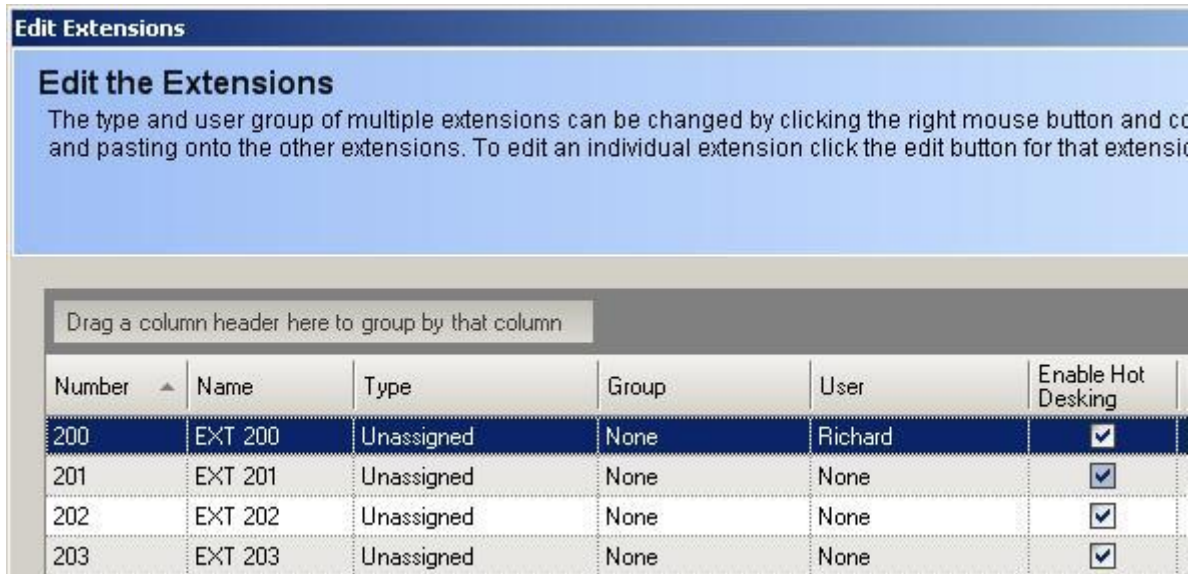 Edit Extensions
Edit the Extensions
The type and user group of multiple extensions can be changed by clicking the right mouse button and
and pasting onto the other extensions. To edit an individual extension click the edit button for that
Drag a column header here to group by that column
Number Name Type Group User Enable Hot
Desking
200 EXT 200 Unassigned None Richard
201 EXT 201 Unassigned None None
202 EXT 202 Unassigned None None
203 EXT 203 Unassigned None None